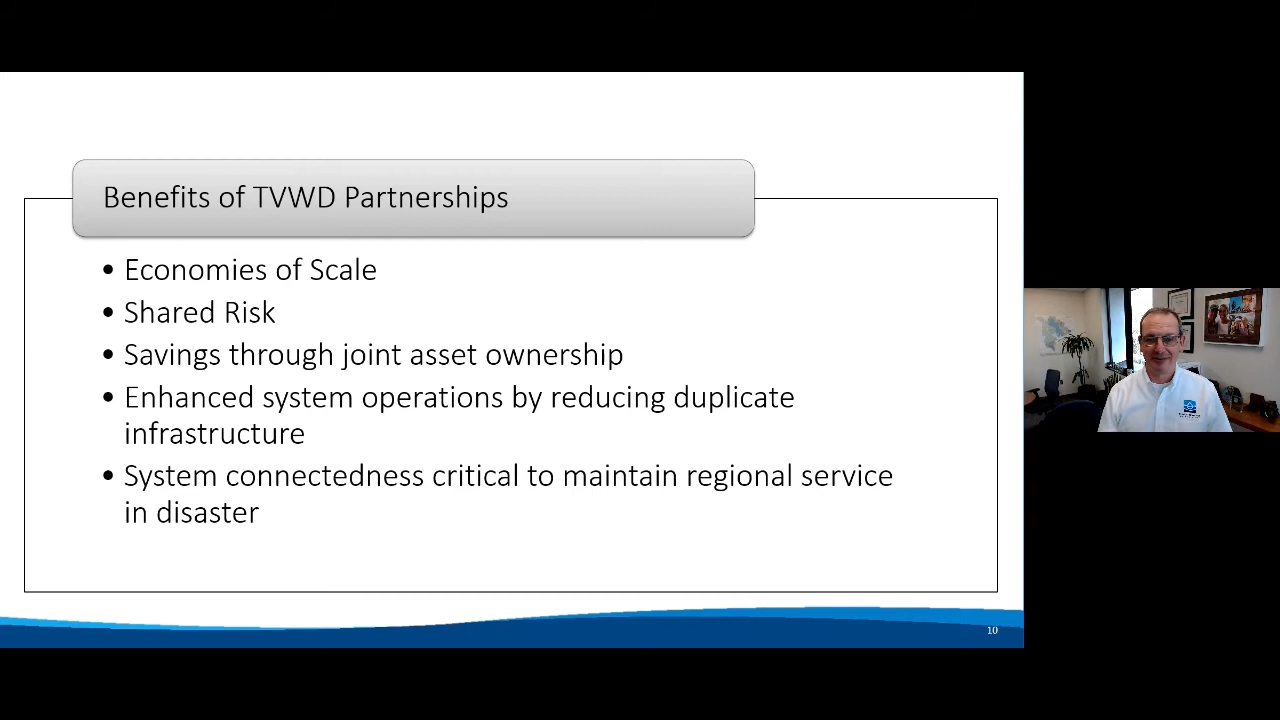 Benefits of TVWD Partnerships
• Economies of Scale
• Shared Risk
• Savings through joint asset ownership
• Enhanced system operations by reducing duplicate
infrastructure
• System connectedness critical to maintain regional service
in disaster
10